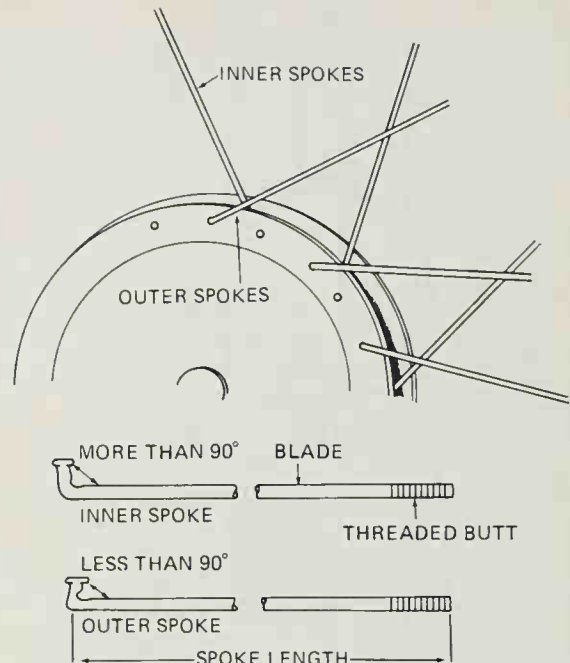 INNER SPOKES
OUTER SPOKES
MORE THAN 90°
BLADE
INNER SPOKE
THREADED BUTT
LESS THAN 90°
OUTER SPOKE
SPOKE LENGTH